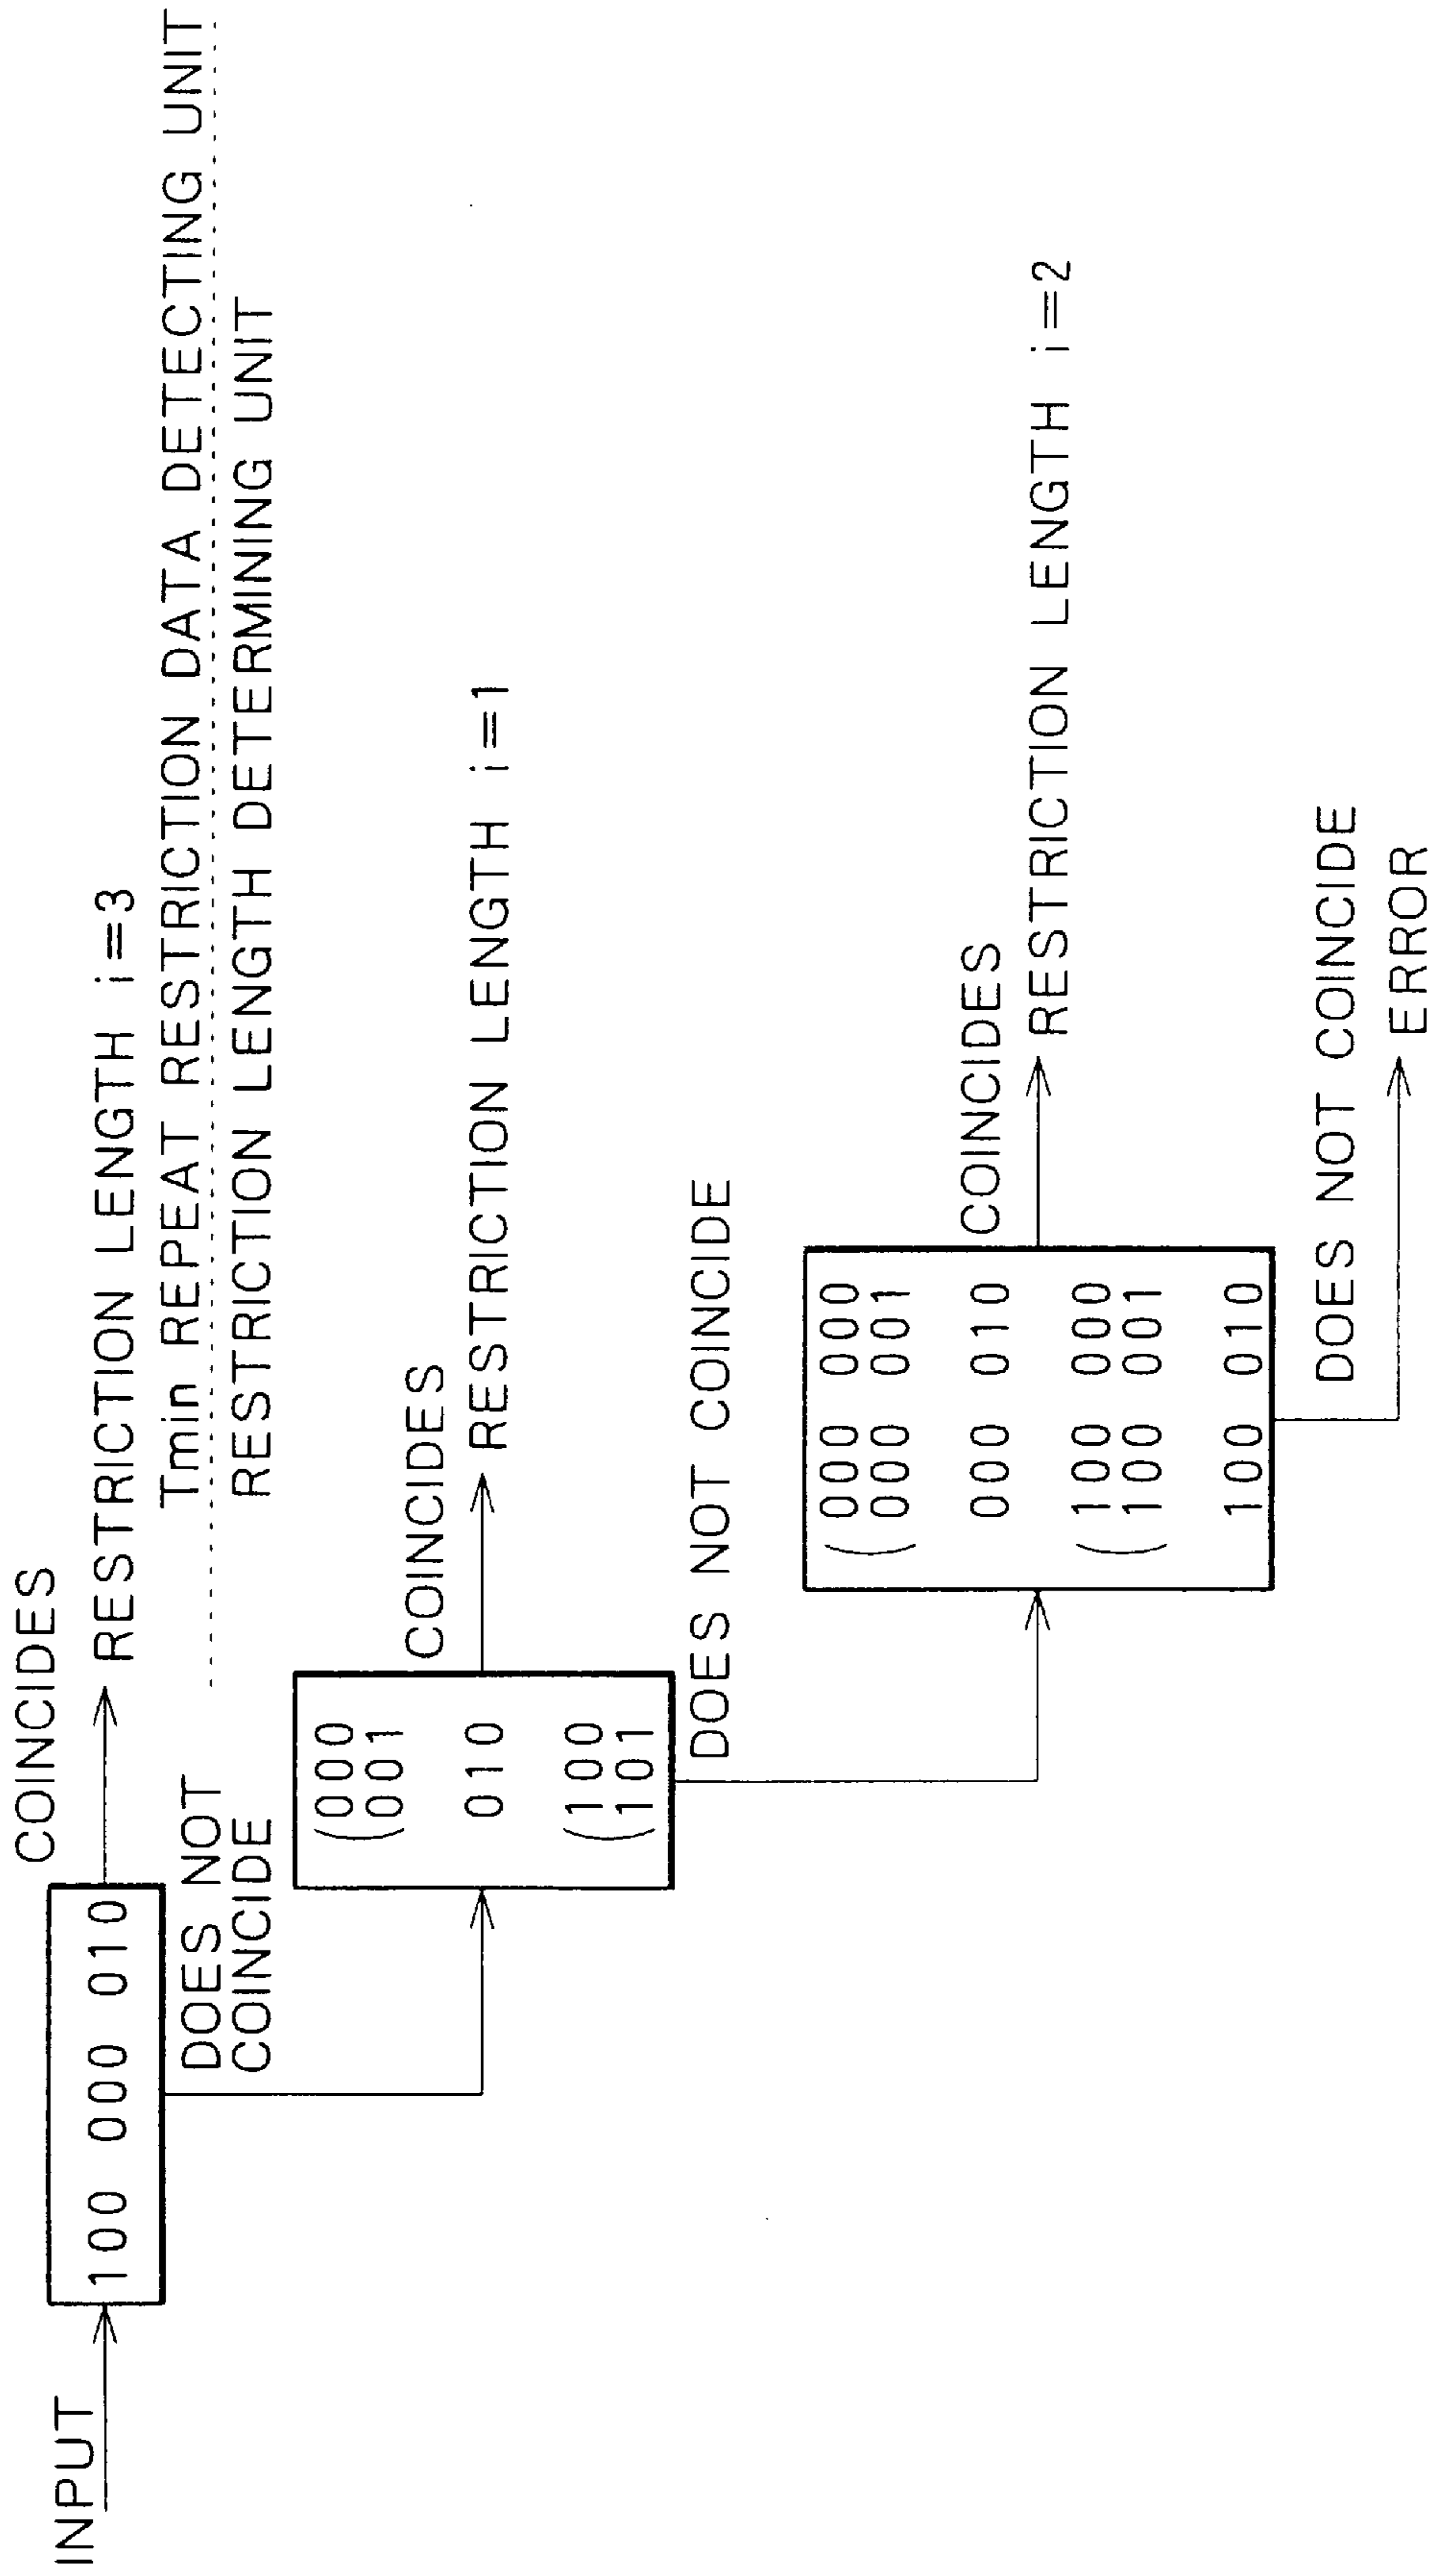 INPUT
100 000 010
COINCIDES
RESTRICTION LENGTH i=3
DOES NOT
COINCIDE
Tmin REPEAT RESTRICTION DATA DETECTING UNIT
RESTRICTION LENGTH DETERMINING UNIT
(000
001
010
(100
101
COINCIDES
RESTRICTION LENGTH i=1
DOES NOT COINCIDE
(000 000
000 001
000 010
(100 000
100 001
100 010
COINCIDES
RESTRICTION LENGTH i=2
DOES NOT COINCIDE
ERROR